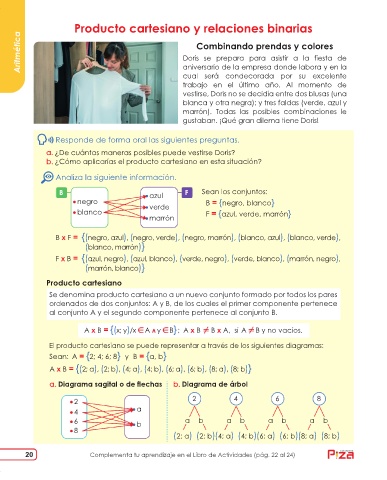 Aritmética
Producto cartesiano y relaciones binarias
Combinando prendas y colores
Doris se prepara para asistir a la fiesta de
aniversario de la empresa donde labora y en la
cual será condecorada por su excelente
trabajo en el último año. Al momento de
vestirse, Doris no se decidía entre dos blusas (una
blanca y otra negra); y tres faldas (verde, azul y
marrón). Todas las posibles combinaciones le
gustaban. ¡Qué gran dilema tiene Doris!
Responde de forma oral las siguientes preguntas.
a. ¿De cuántas maneras posibles puede vestirse Doris?
b. ¿Cómo aplicarías el producto cartesiano en esta situación?
Analiza la siguiente información.
B F Sean los conjuntos:
negro
blanco
azul
verde
marrón
B = {negro, blanco}
F = {azul, verde, marrón}
B x F = {(negro, azul), (negro, verde), (negro, marrón), (blanco, azul), (blanco, verde),
(blanco, marrón)}
F x B = {(azul, negro), (azul, blanco), (verde, negro), (verde, blanco), (marrón, negro),
(marrón, blanco)}
Producto cartesiano
Se denomina producto cartesiano a un nuevo conjunto formado por todos los pares
ordenados de dos conjuntos: A y B, de los cuales el primer componente pertenece
al conjunto A y el segundo componente pertenece al conjunto B.
A x B = {(x; y)/x ∈ A ∧ y ∈ B}; A x B ≠ B x A, si A ≠ B y no vacíos.
El producto cartesiano se puede representar a través de los siguientes diagramas:
Sean: A = {2; 4; 6; 8} y B = {a, b}
A x B = {(2; a), (2; b), (4; a), (4; b), (6; a), (6; b), (8; a), (8; b)}
a. Diagrama sagital o de flechas b. Diagrama de árbol
2
4
6
8
a
b
2 4 6 8
a b a b a b a b
(2; a) (2; b) (4; a) (4; b) (6; a) (6; b) (8; a) (8; b)
20 Complementa tu aprendizaje en el Libro de Actividades (pág. 22 al 24)